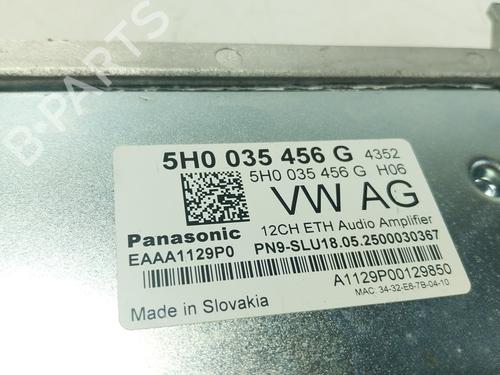 5H0 035 456 G 4352
5H0 035 456 G H06
VW AG
Panasonic 12CH ETH Audio Amplifier
EAAA1129P0 PN9-SLU18.05.2500030367
A1129P00129850
MAC: 34-32-E6-7B-04-10
Made in Slovakia
B-PARTS